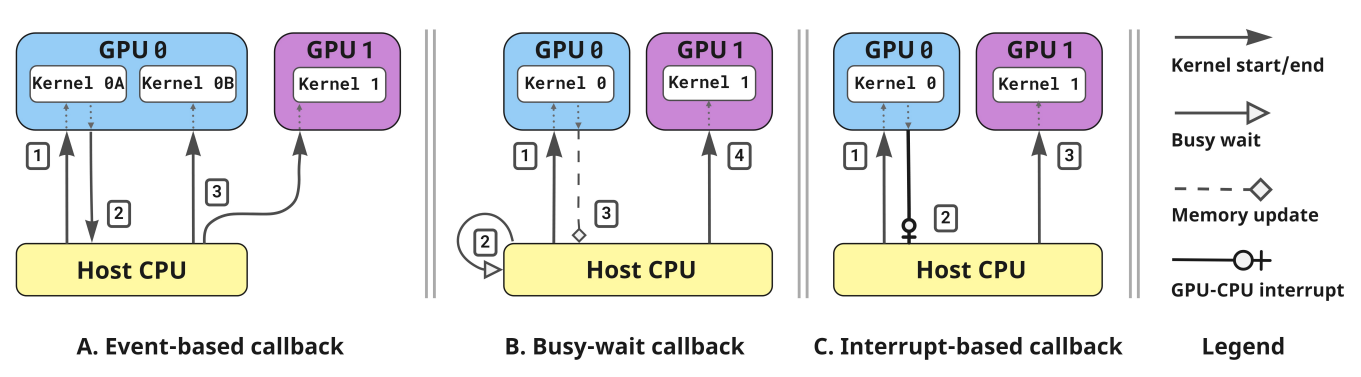 GPU 0
Kernel 0A
Kernel 0B
GPU 1
Kernel 1
1
2
3
Host CPU
A. Event-based callback
GPU 0
Kernel 0
GPU 1
Kernel 1
1
2
3
4
Host CPU
B. Busy-wait callback
GPU 0
Kernel 0
GPU 1
Kernel 1
1
2
3
Host CPU
C. Interrupt-based callback
Kernel start/end
Busy wait
Memory update
GPU-CPU interrupt
Legend